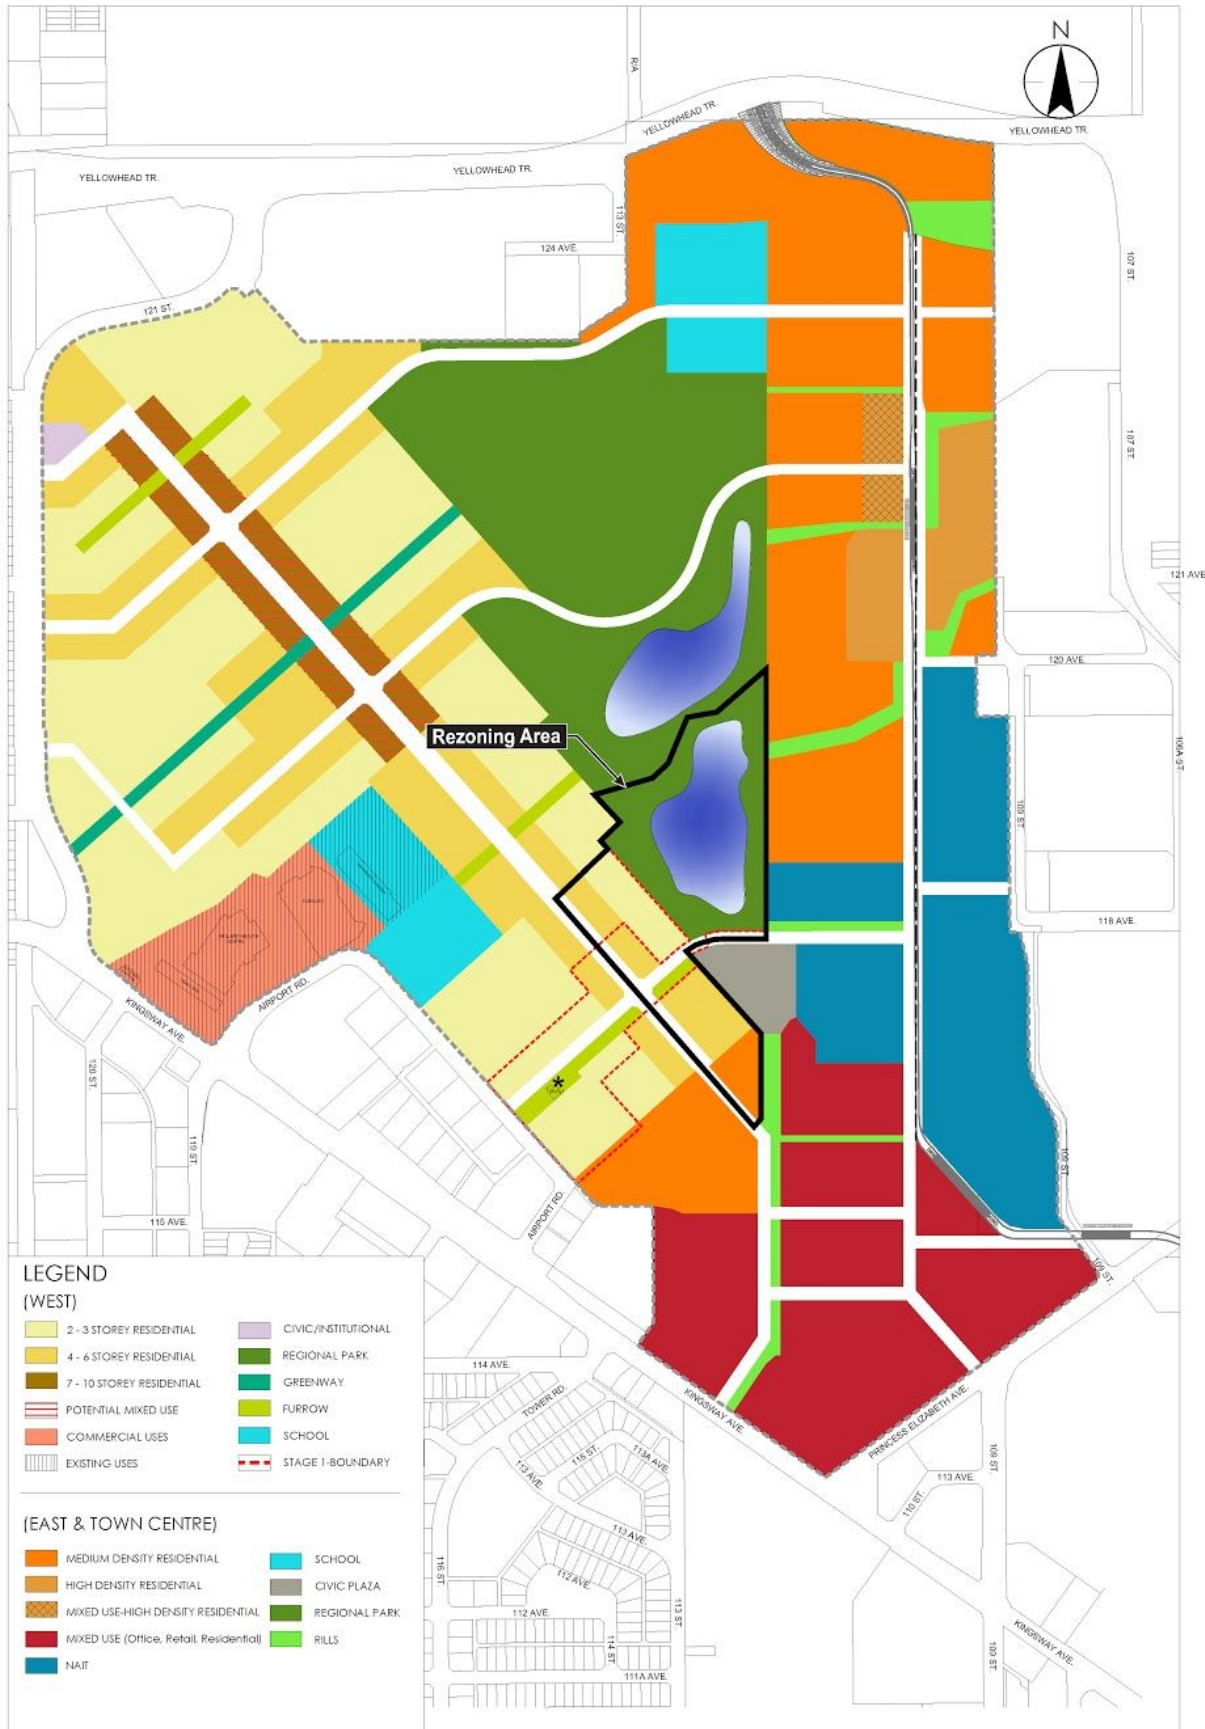 N
R/A
YELLOWHEAD TR.
YELLOWHEAD TR.
YELLOWHEAD TR.
YELLOWHEAD TR.
113 ST.
124 AVE.
107 ST.
121 ST.
107 ST.
121 AVE
120 AVE.
Rezoning Area
106A ST.
109 ST.
118 AVE.
AIRPORT RD.
KINGSWAY AVE.
120 ST.
*
119 ST.
109 ST.
115 AVE.
AIRPORT RD.
109 ST.
LEGEND
(WEST)
2 - 3 STOREY RESIDENTIAL
CIVIC/INSTITUTIONAL
4 - 6 STOREY RESIDENTIAL
REGIONAL PARK
7 - 10 STOREY RESIDENTIAL
GREENWAY
POTENTIAL MIXED USE
FURROW
COMMERCIAL USES
SCHOOL
EXISTING USES
STAGE 1-BOUNDARY
(EAST & TOWN CENTRE)
MEDIUM DENSITY RESIDENTIAL
SCHOOL
HIGH DENSITY RESIDENTIAL
CIVIC PLAZA
MIXED USE-HIGH DENSITY RESIDENTIAL
REGIONAL PARK
MIXED USE (Office, Retail, Residential)
RILLS
NAIT
114 AVE.
TOWER RD
KINGSWAY AVE.
PRINCESS ELIZABETH AVE.
115 ST.
113A AVE.
113 AVE.
109 ST.
113 AVE.
110 ST.
113 AVE.
116 ST.
112 AVE.
112 AVE.
113 ST.
114 ST.
KINGSWAY AVE.
109 ST.
111A AVE.